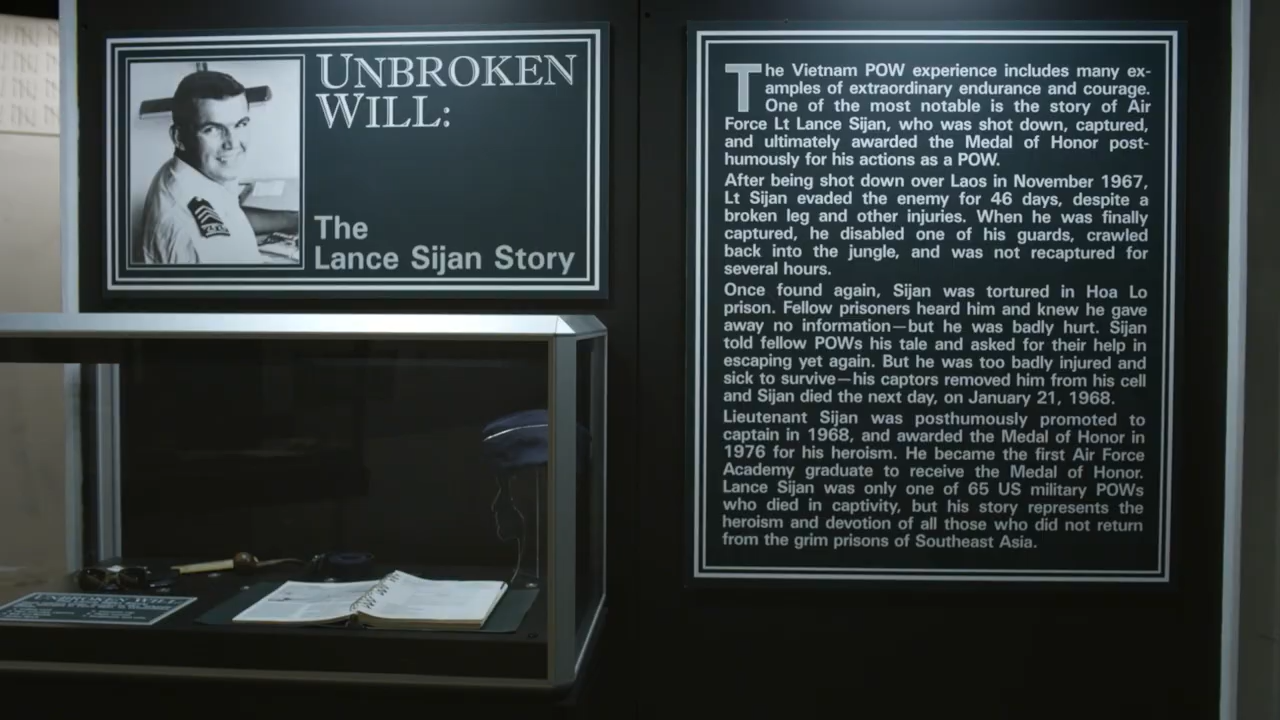 UNBROKEN
WILL:
The
Lance Sijan Story
The Vietnam POW experience includes many ex-
amples of extraordinary endurance and courage.
One of the most notable is the story of Air
Force Lt Lance Sijan, who was shot down, captured,
and ultimately awarded the Medal of Honor post-
humously for his actions as a POW.
After being shot down over Laos in November 1967,
Lt Sijan evaded the enemy for 46 days, despite a
broken leg and other injuries. When he was finally
captured, he disabled one of his guards, crawled
back into the jungle, and was not recaptured for
several hours.
Once found again, Sijan was tortured in Hoa Lo
prison. Fellow prisoners heard him and knew he gave
away no information—but he was badly hurt. Sijan
told fellow POWs his tale and asked for their help in
escaping yet again. But he was too badly injured and
sick to survive—his captors removed him from his cell
and Sijan died the next day, on January 21, 1968.
Lieutenant Sijan was posthumously promoted to
captain in 1968, and awarded the Medal of Honor in
1976 for his heroism. He became the first Air Force
Academy graduate to receive the Medal of Honor.
Lance Sijan was only one of 65 US military POWs
who died in captivity, but his story represents the
heroism and devotion of all those who did not return
from the grim prisons of Southeast Asia.
UNBROKEN WILL